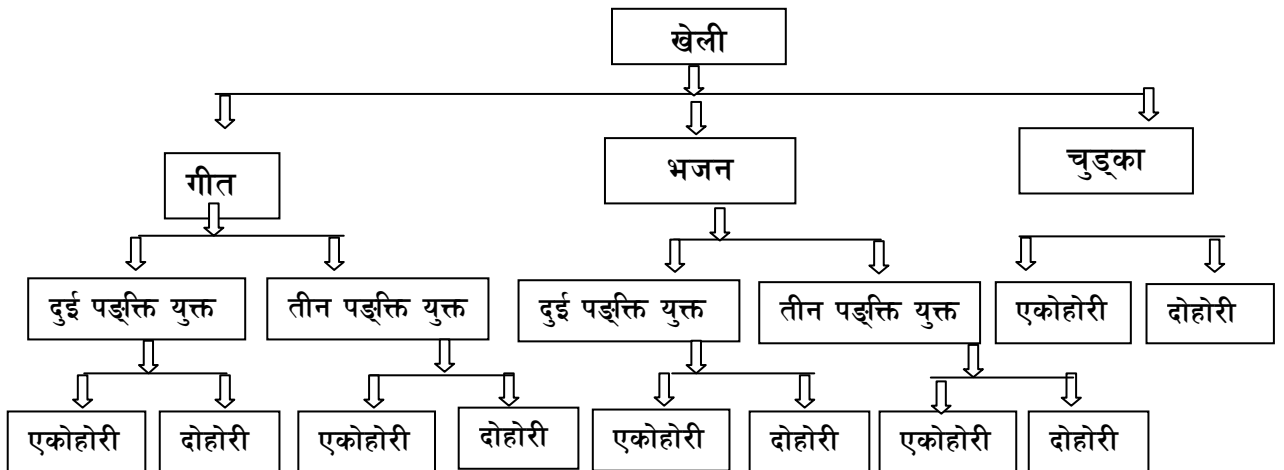 खेली
गीत
भजन
चुड्का
दुई पङ्क्ति युक्त
तीन पङ्क्ति युक्त
दुई पङ्क्ति युक्त
तीन पङ्क्ति युक्त
एकोहोरी
दोहोरी
एकोहोरी
दोहोरी
एकोहोरी
दोहोरी
एकोहोरी
दोहोरी
एकोहोरी
दोहोरी